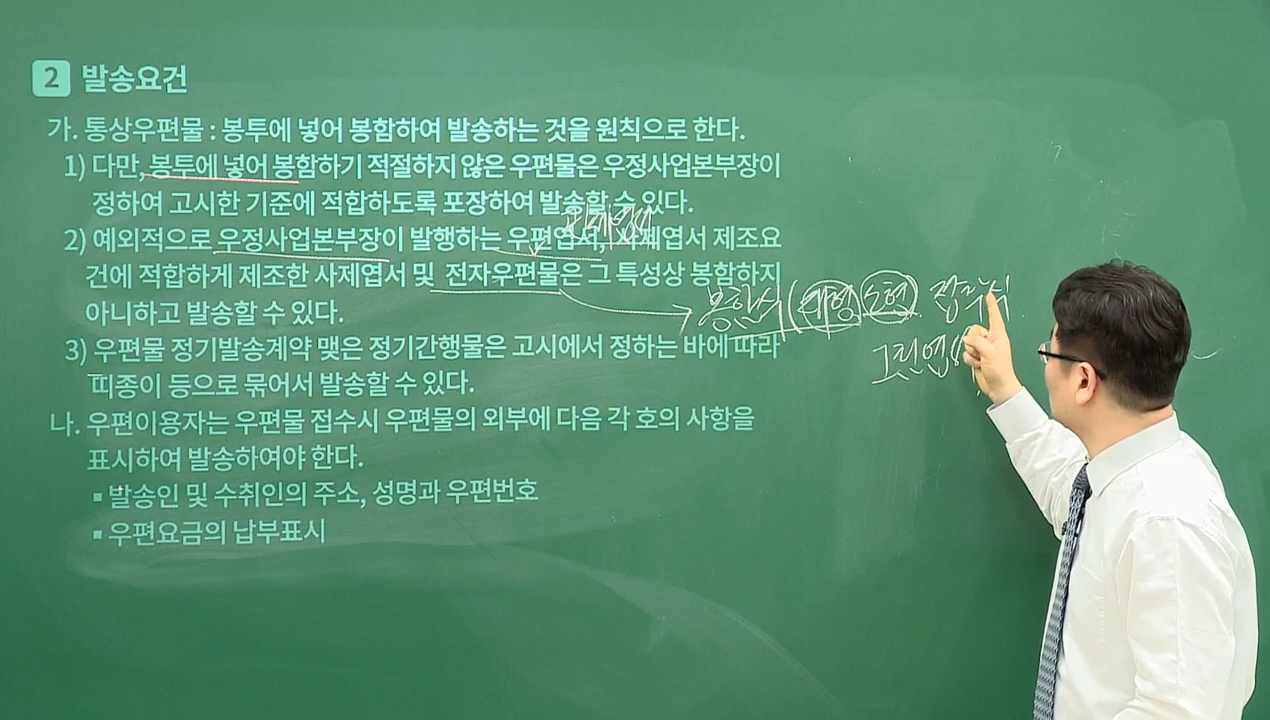 2 발송요건
가. 통상우편물 : 봉투에 넣어 봉함하여 발송하는 것을 원칙으로 한다.
1) 다만, 봉투에 넣어 봉함하기 적절하지 않은 우편물은 우정사업본부장이
정하여 고시한 기준에 적합하도록 포장하여 발송할 수 있다.
2) 예외적으로 우정사업본부장이 발행하는 우편엽서, 사제엽서 제조요
건에 적합하게 제조한 사제엽서 및 전자우편물은 그 특성상 봉함하지
아니하고 발송할 수 있다.
봉함식(대형 소형 접착식
그린엽
3) 우편물 정기발송계약 맺은 정기간행물은 고시에서 정하는 바에 따라
띠종이 등으로 묶어서 발송할 수 있다.
나. 우편이용자는 우편물 접수시 우편물의 외부에 다음 각 호의 사항을
표시하여 발송하여야 한다.
▪ 발송인 및 수취인의 주소, 성명과 우편번호
▪ 우편요금의 납부표시